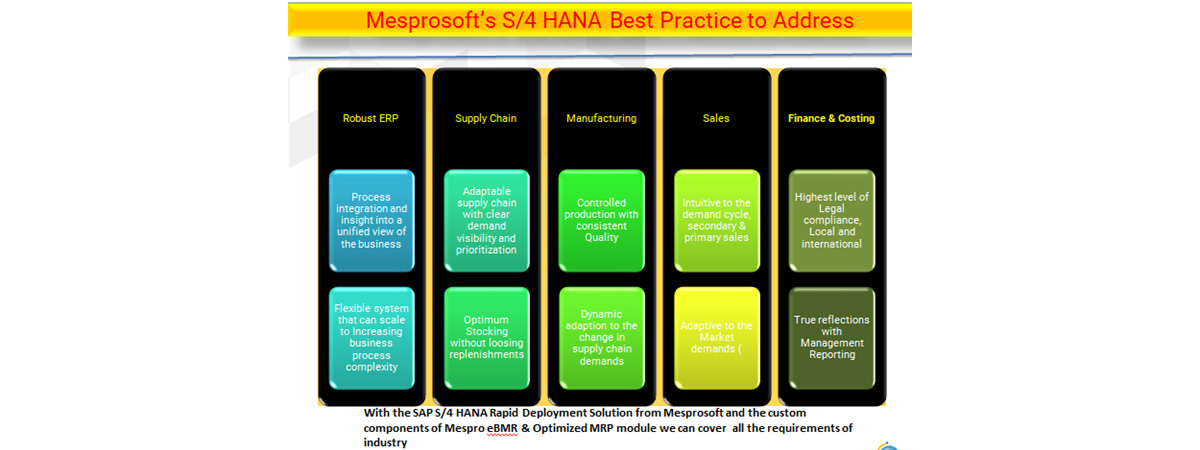 Mesprosoft's S/4 HANA Best Practice to Address
Robust ERP
Supply Chain
Manufacturing
Sales
Finance & Costing
Process
integration and
insight into a
unified view of
the business
Adaptable
supply chain
with clear
demand
visibility and
prioritization
Controlled
production with
consistent
Quality
Intuitive to the
demand cycle,
secondary &
primary sales
Highest level of
Legal
compliance,
Local and
international
Flexible system
that can scale
to Increasing
business
process
complexity
Optimum
Stocking
without loosing
replenishments
Dynamic
adaption to the
change in
supply chain
demands
Adaptive to the
Market
demands (
True reflections
with
Management
Reporting
With the SAP S/4 HANA Rapid Deployment Solution from Mesprosoft and the custom
components of Mespro eBMR & Optimized MRP module we can cover all the requirements of
industry